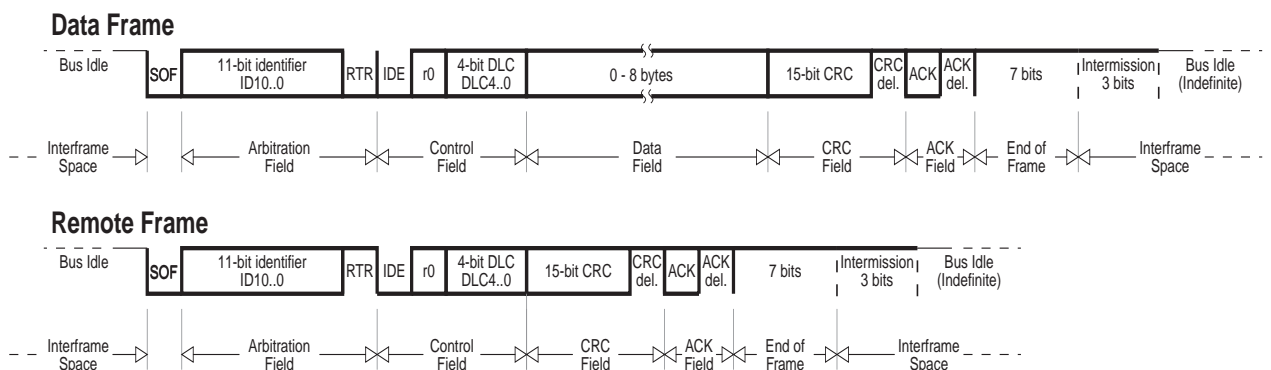 Data Frame
Bus Idle
SOF
11-bit identifier
ID10..0
RTR
IDE
r0
4-bit DLC
DLC4..0
0 - 8 bytes
15-bit CRC
CRC
del.
ACK
ACK
del.
7 bits
Intermission
3 bits
Bus Idle
(Indefinite)
Interframe
Space
Arbitration
Field
Control
Field
Data
Field
CRC
Field
ACK
Field
End of
Frame
Interframe
Space
Remote Frame
Bus Idle
SOF
11-bit identifier
ID10..0
RTR
IDE
r0
4-bit DLC
DLC4..0
15-bit CRC
CRC
del.
ACK
ACK
del.
7 bits
Intermission
3 bits
Bus Idle
(Indefinite)
Interframe
Space
Arbitration
Field
Control
Field
CRC
Field
ACK
Field
End of
Frame
Interframe
Space